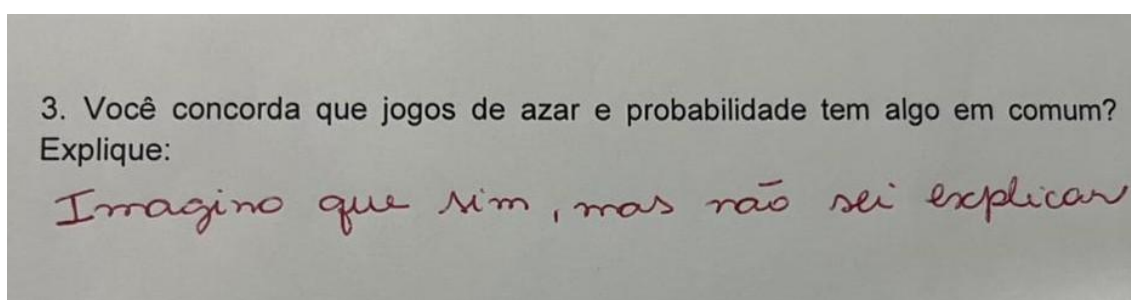 3. Você concorda que jogos de azar e probabilidade tem algo em comum?
Explique:
Imagino que sim, mas não sei explicar